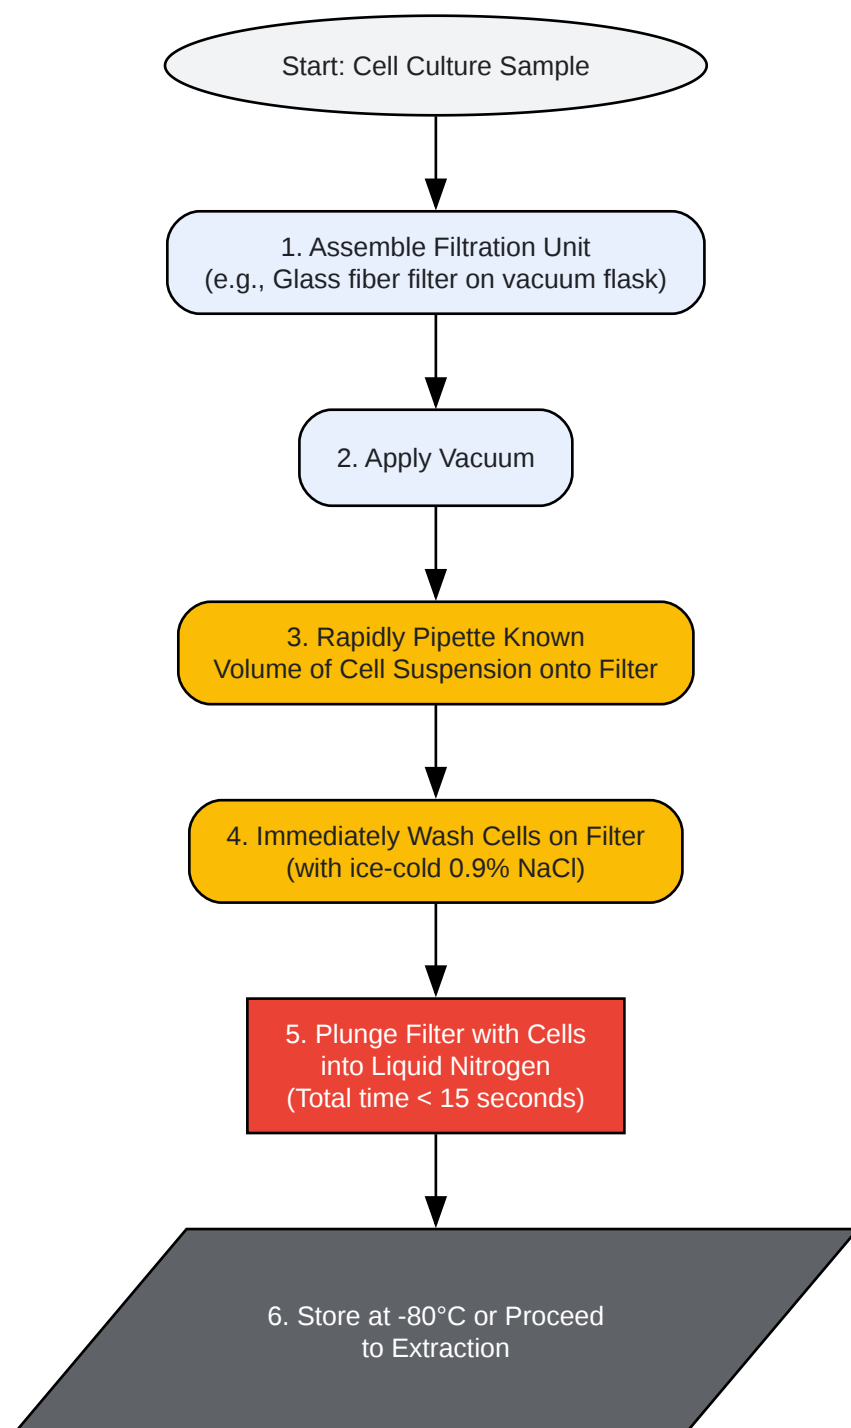 Start: Cell Culture Sample
1. Assemble Filtration Unit
(e.g., Glass fiber filter on vacuum flask)
2. Apply Vacuum
3. Rapidly Pipette Known
Volume of Cell Suspension onto Filter
4. Immediately Wash Cells on Filter
(with ice-cold 0.9% NaCl)
5. Plunge Filter with Cells
into Liquid Nitrogen
(Total time < 15 seconds)
6. Store at -80°C or Proceed
to Extraction